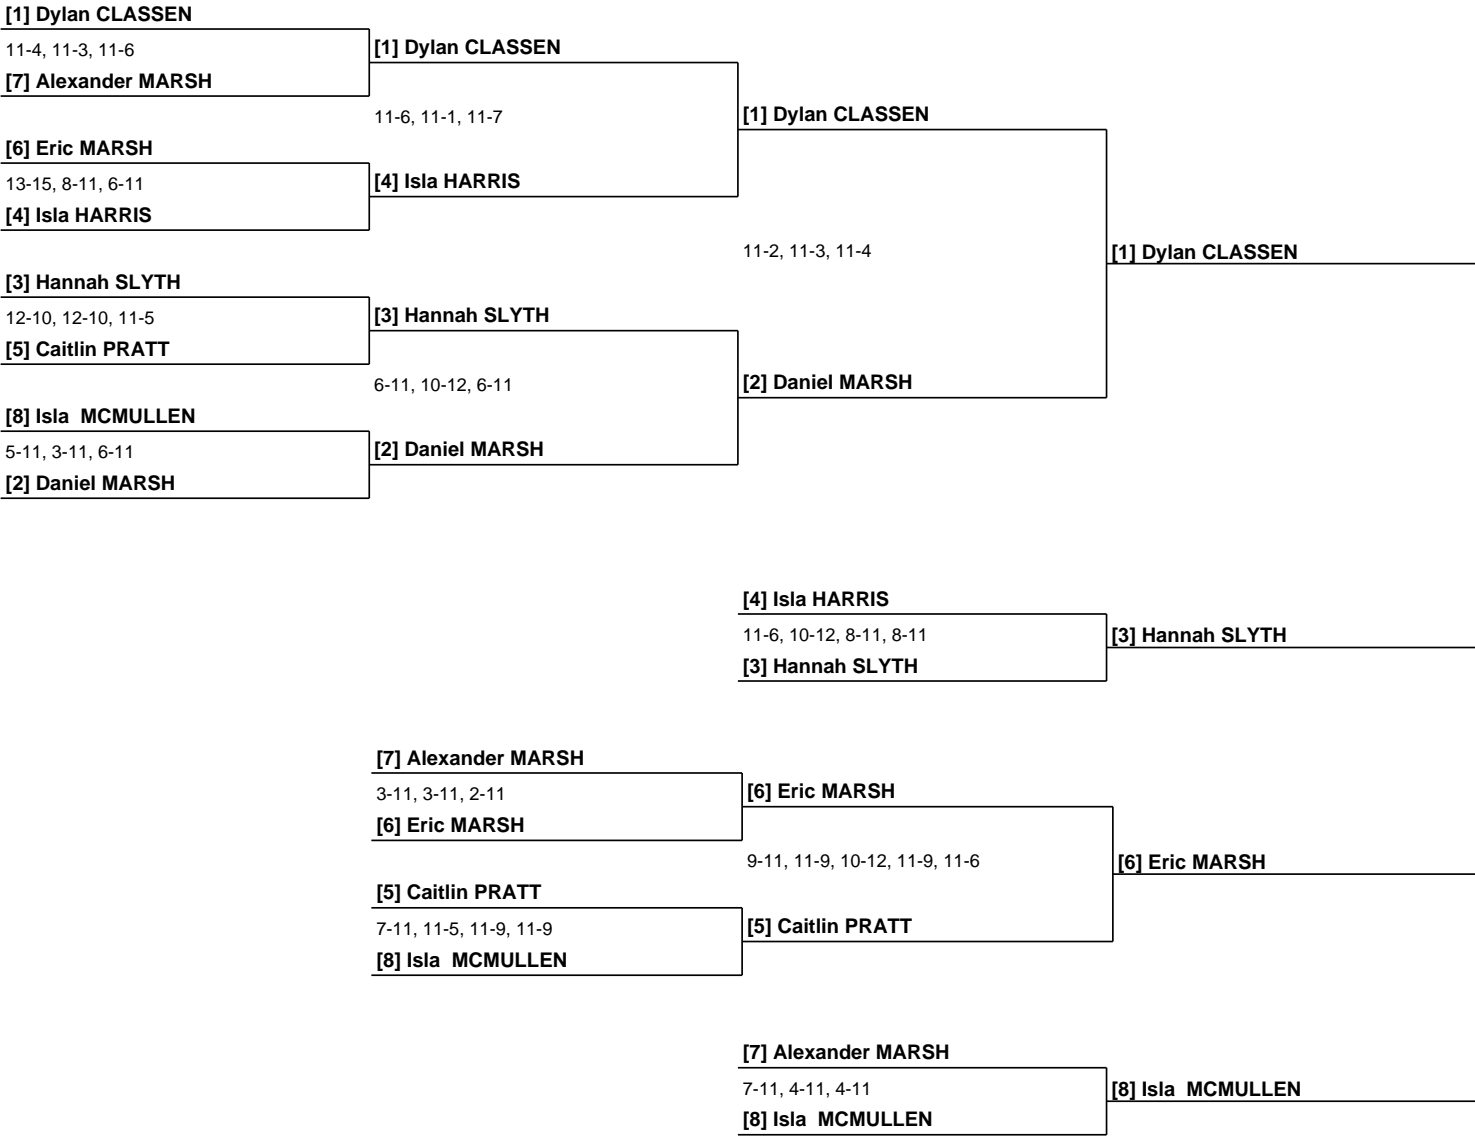 [1] Dylan CLASSEN
11-4, 11-3, 11-6
[7] Alexander MARSH
[6] Eric MARSH
13-15, 8-11, 6-11
[4] Isla HARRIS
[3] Hannah SLYTH
12-10, 12-10, 11-5
[5] Caitlin PRATT
[8] Isla  MCMULLEN
5-11, 3-11, 6-11
[2] Daniel MARSH
[1] Dylan CLASSEN
11-6, 11-1, 11-7
[4] Isla HARRIS
[3] Hannah SLYTH
6-11, 10-12, 6-11
[2] Daniel MARSH
[1] Dylan CLASSEN
11-2, 11-3, 11-4
[2] Daniel MARSH
[1] Dylan CLASSEN
[4] Isla HARRIS
11-6, 10-12, 8-11, 8-11
[3] Hannah SLYTH
[3] Hannah SLYTH
[7] Alexander MARSH
3-11, 3-11, 2-11
[6] Eric MARSH
[5] Caitlin PRATT
7-11, 11-5, 11-9, 11-9
[8] Isla  MCMULLEN
[6] Eric MARSH
9-11, 11-9, 10-12, 11-9, 11-6
[5] Caitlin PRATT
[6] Eric MARSH
[7] Alexander MARSH
7-11, 4-11, 4-11
[8] Isla  MCMULLEN
[8] Isla  MCMULLEN